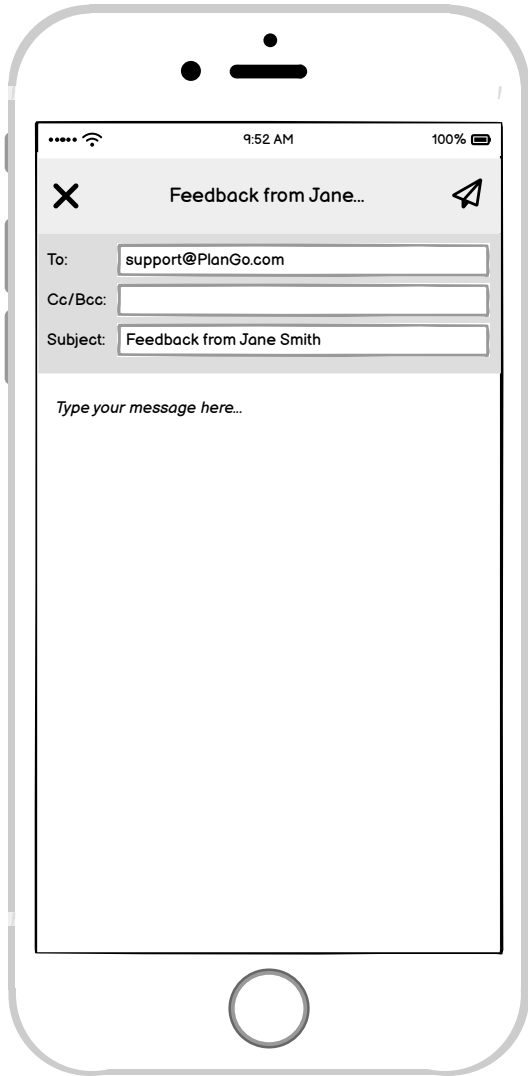 9:52 AM 100%
Feedback from Jane...
To: support@PlanGo.com
Cc/Bcc:
Subject: Feedback from Jane Smith
Type your message here...